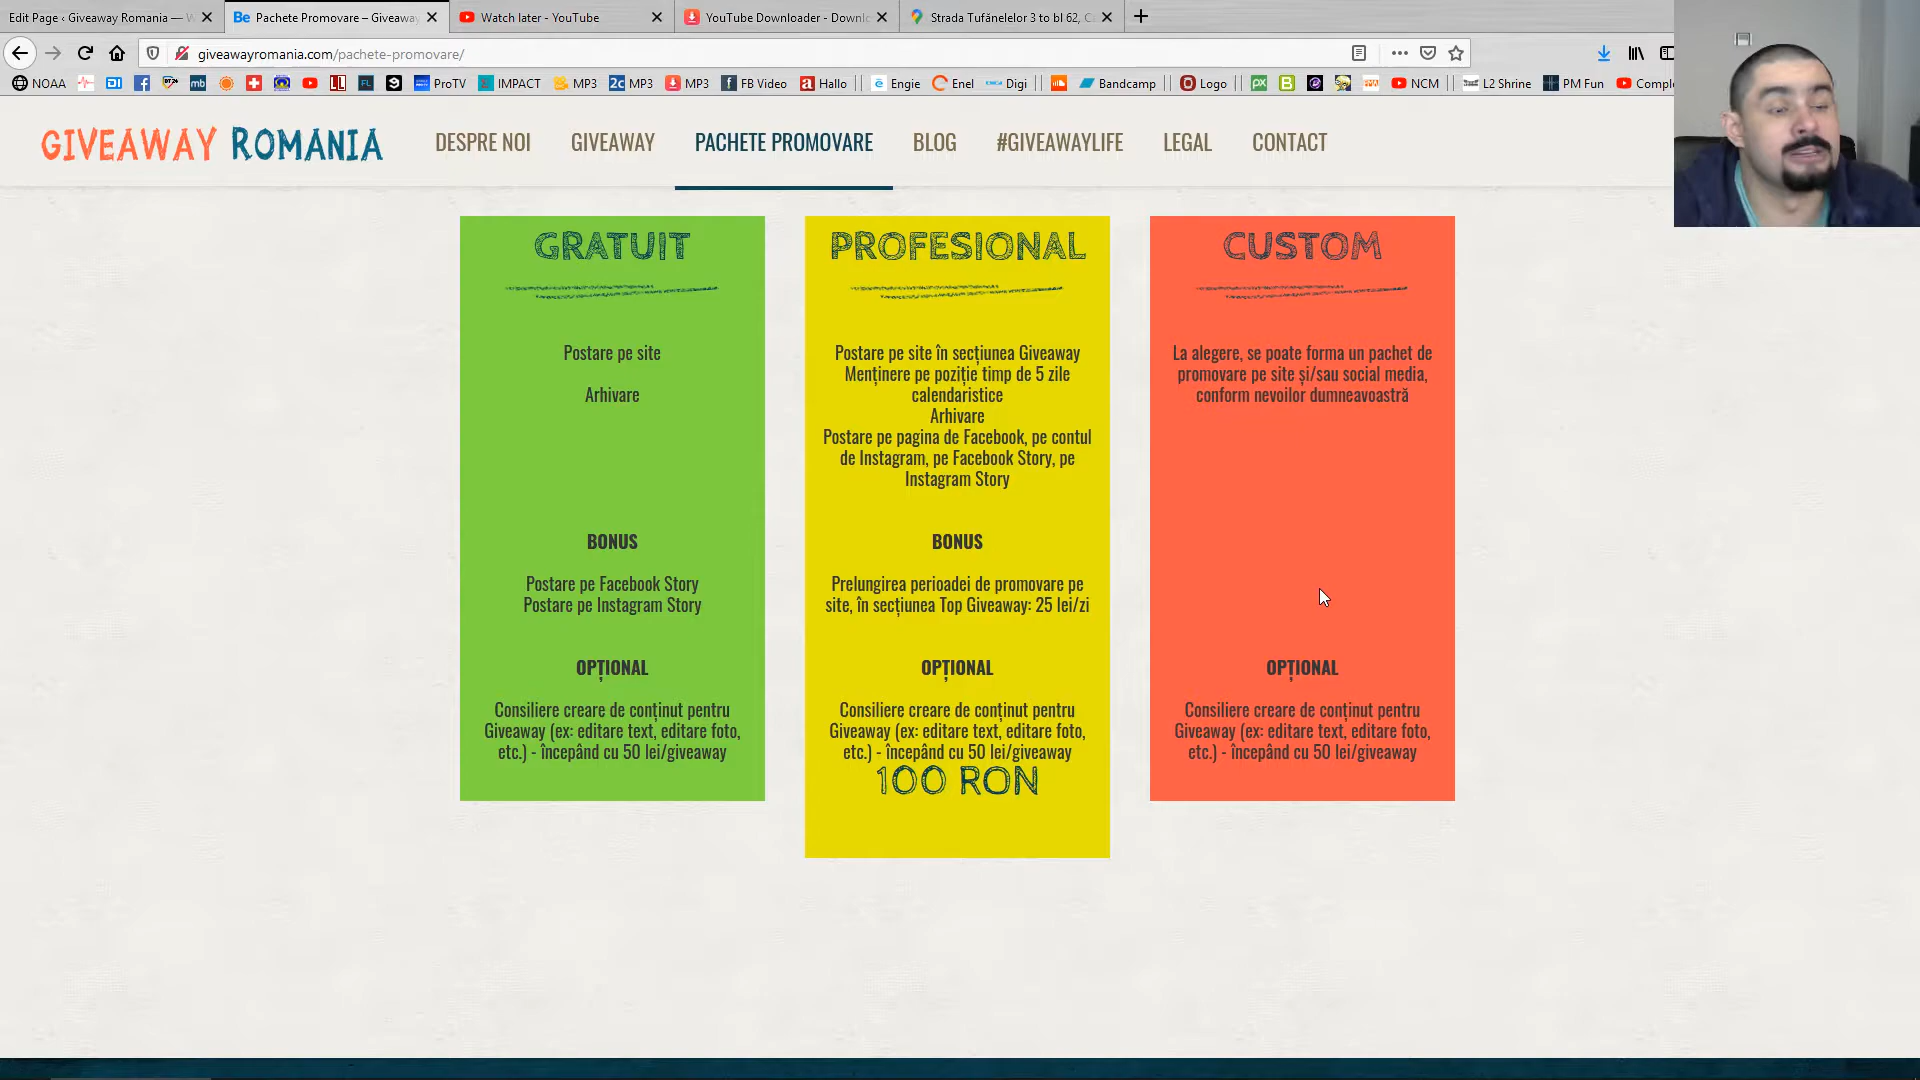 Edit Page ‹ Giveaway Romania — W
Pachete Promovare – Giveaway
Watch later - YouTube
YouTube Downloader - Downl
Strada Tufănelelor 3 to bl 62, C
giveawayromania.com/pachete-promovare/
NOAA
ProTV
IMPACT
MP3
2c MP3
MP3
FB Video
Hallo
Engie
Enel
Digi
Bandcamp
Logo
NCM
L2 Shrine
PM Fun
Comple
GIVEAWAY ROMANIA
DESPRE NOI
GIVEAWAY
PACHETE PROMOVARE
BLOG
#GIVEAWAYLIFE
LEGAL
CONTACT
GRATUIT
Postare pe site
Arhivare
BONUS
Postare pe Facebook Story
Postare pe Instagram Story
OPȚIONAL
Consiliere creare de conținut pentru
Giveaway (ex: editare text, editare foto,
etc.) - începând cu 50 lei/giveaway
PROFESIONAL
Postare pe site în secțiunea Giveaway
Menținere pe poziție timp de 5 zile
calendaristice
Arhivare
Postare pe pagina de Facebook, pe contul
de Instagram, pe Facebook Story, pe
Instagram Story
BONUS
Prelungirea perioadei de promovare pe
site, în secțiunea Top Giveaway: 25 lei/zi
OPȚIONAL
Consiliere creare de conținut pentru
Giveaway (ex: editare text, editare foto,
etc.) - începând cu 50 lei/giveaway
100 RON
CUSTOM
La alegere, se poate forma un pachet de
promovare pe site și/sau social media,
conform nevoilor dumneavoastră
OPȚIONAL
Consiliere creare de conținut pentru
Giveaway (ex: editare text, editare foto,
etc.) - începând cu 50 lei/giveaway